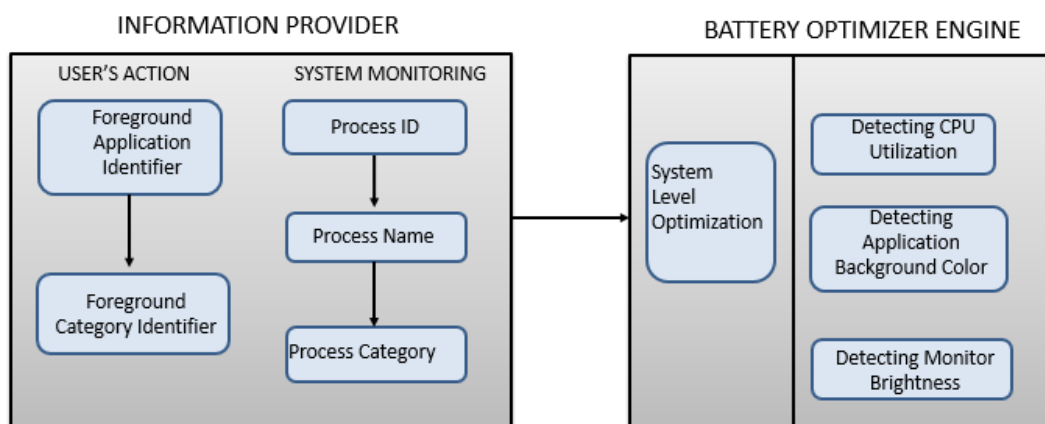 INFORMATION PROVIDER
USER'S ACTION
Foreground
Application
Identifier
Foreground
Category Identifier
SYSTEM MONITORING
Process ID
Process Name
Process Category
BATTERY OPTIMIZER ENGINE
System
Level
Optimization
Detecting CPU
Utilization
Detecting
Application
Background Color
Detecting Monitor
Brightness